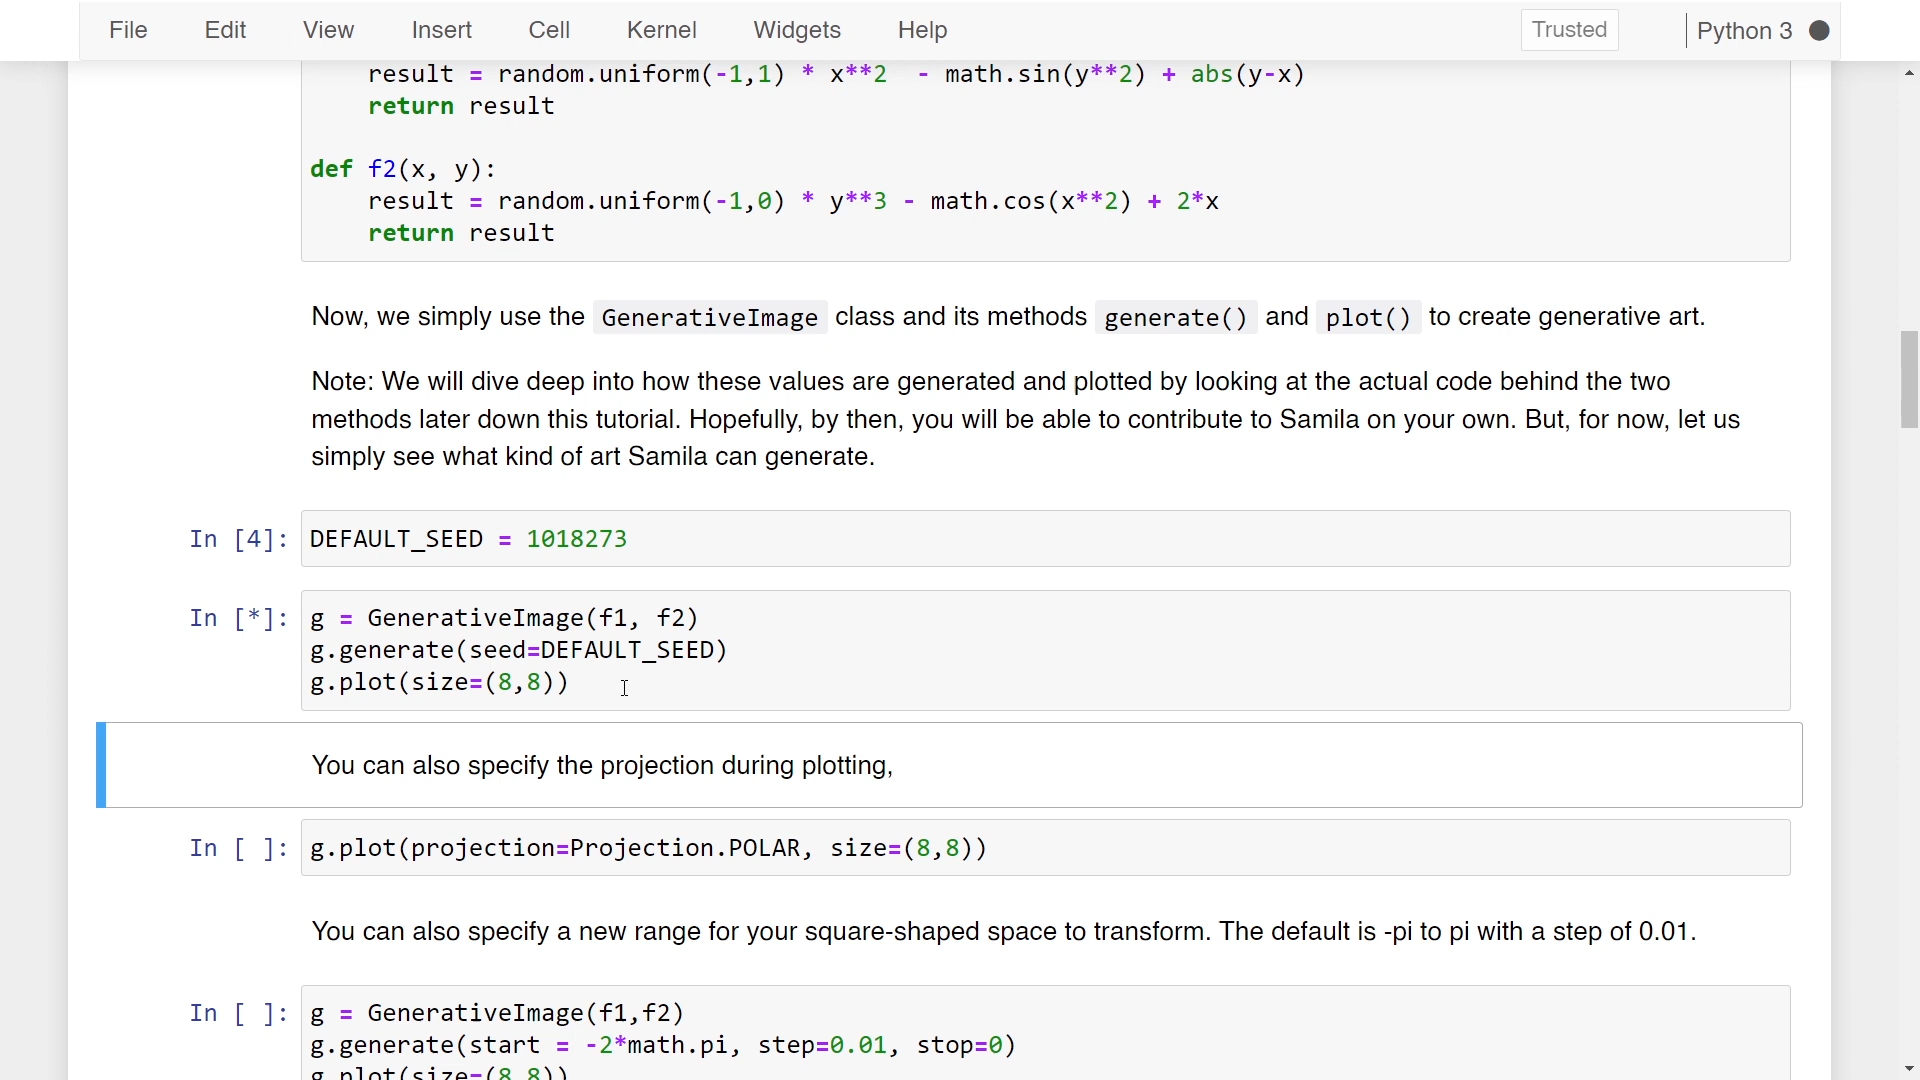 File Edit View Insert Cell Kernel Widgets Help Trusted Python 3
result = random.uniform(-1,1) * x**2  - math.sin(y**2) + abs(y-x)
return result
def f2(x, y):
result = random.uniform(-1,0) * y**3 - math.cos(x**2) + 2*x
return result
Now, we simply use the GenerativeImage class and its methods generate() and plot() to create generative art.
Note: We will dive deep into how these values are generated and plotted by looking at the actual code behind the two
methods later down this tutorial. Hopefully, by then, you will be able to contribute to Samila on your own. But, for now, let us
simply see what kind of art Samila can generate.
In [4]: DEFAULT_SEED = 1018273
In [*]: g = GenerativeImage(f1, f2)
g.generate(seed=DEFAULT_SEED)
g.plot(size=(8,8))
You can also specify the projection during plotting,
In [ ]: g.plot(projection=Projection.POLAR, size=(8,8))
You can also specify a new range for your square-shaped space to transform. The default is -pi to pi with a step of 0.01.
In [ ]: g = GenerativeImage(f1,f2)
g.generate(start = -2*math.pi, step=0.01, stop=0)
g.plot(size=(8,8))